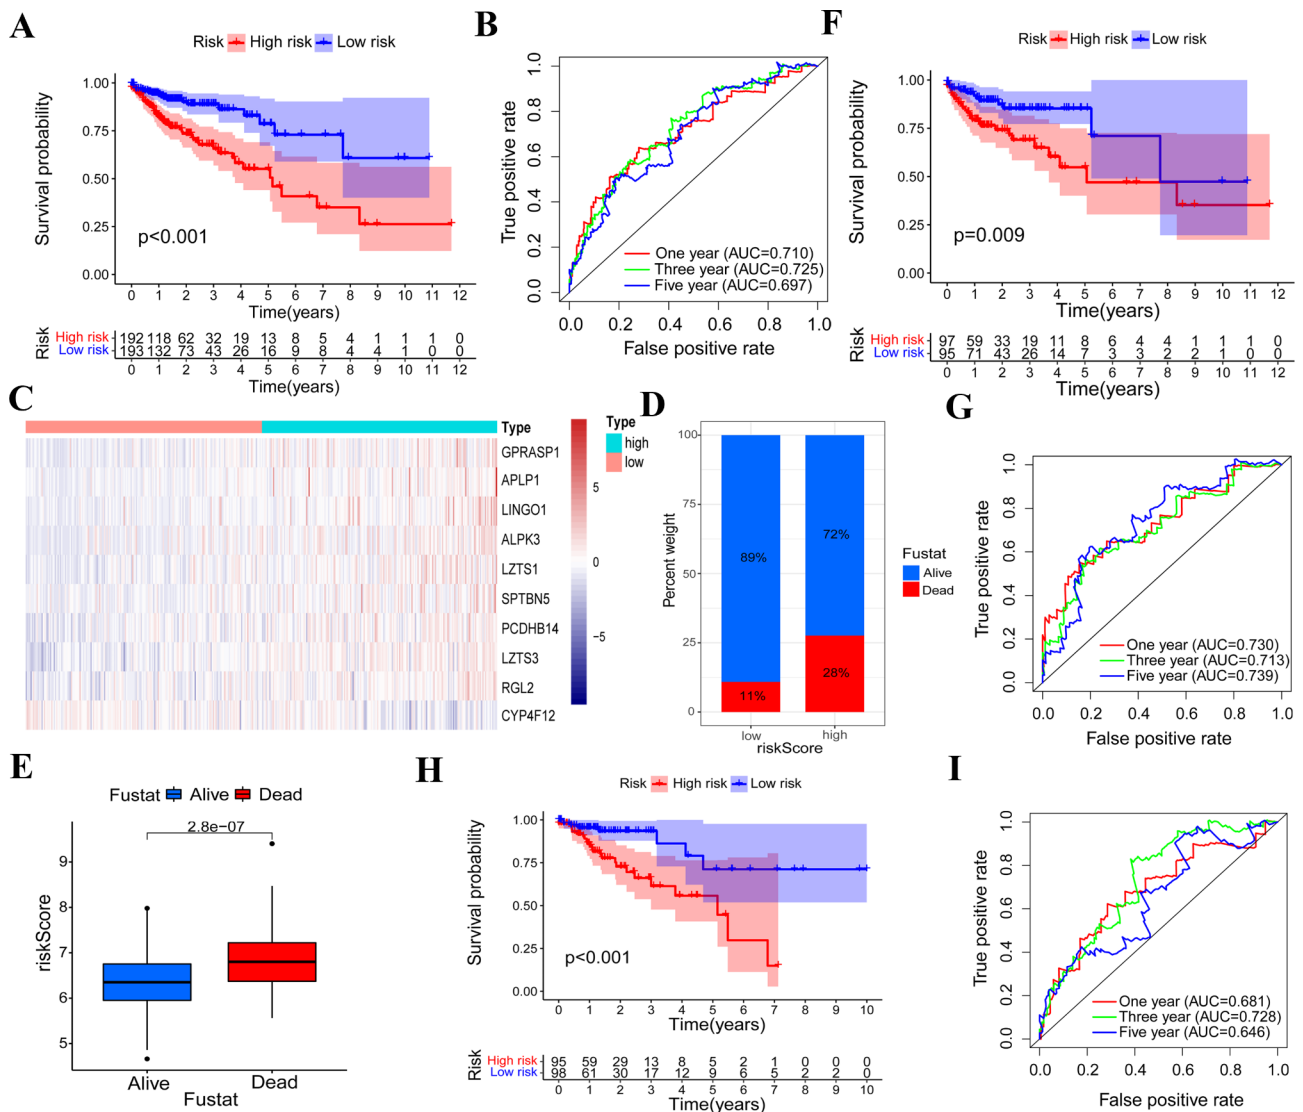 A
Risk High risk Low risk
Survival probability
1.00
0.75
0.50
0.25
0.00
p<0.001
0 1 2 3 4 5 6 7 8 9 10 11 12
Time(years)
Risk
High risk 192 118 62 32 19 13 8 5 4 1 1 1 0
Low risk 193 132 73 43 26 16 9 8 4 4 1 0 0
0 1 2 3 4 5 6 7 8 9 10 11 12
Time(years)
B
True positive rate
1.0
0.8
0.6
0.4
0.2
0.0
One year (AUC=0.710)
Three year (AUC=0.725)
Five year (AUC=0.697)
0.0 0.2 0.4 0.6 0.8 1.0
False positive rate
F
Risk High risk Low risk
Survival probability
1.00
0.75
0.50
0.25
0.00
p=0.009
0 1 2 3 4 5 6 7 8 9 10 11 12
Time(years)
Risk
High risk 97 59 33 19 11 8 6 4 4 1 1 1 0
Low risk 95 71 43 26 14 7 3 3 2 2 1 0 0
0 1 2 3 4 5 6 7 8 9 10 11 12
Time(years)
C
Type
GPRASP1
APLP1
LINGO1
ALPK3
LZTS1
SPTBN5
PCDHB14
LZTS3
RGL2
CYP4F12
5
0
−5
Type
high
low
D
Percent weight
100
75
50
25
0
89%
11%
72%
28%
low high
riskScore
Fustat
Alive
Dead
G
True positive rate
1.0
0.8
0.6
0.4
0.2
0.0
One year (AUC=0.730)
Three year (AUC=0.713)
Five year (AUC=0.739)
0.0 0.2 0.4 0.6 0.8 1.0
False positive rate
E
Fustat Alive Dead
2.8e−07
riskScore
9
8
7
6
5
Alive Dead
Fustat
H
Risk High risk Low risk
Survival probability
1.00
0.75
0.50
0.25
0.00
p<0.001
0 1 2 3 4 5 6 7 8 9 10
Time(years)
Risk
High risk 95 59 29 13 8 5 2 1 0 0 0
Low risk 98 61 30 17 12 9 6 5 2 2 0
0 1 2 3 4 5 6 7 8 9 10
Time(years)
I
True positive rate
1.0
0.8
0.6
0.4
0.2
0.0
One year (AUC=0.681)
Three year (AUC=0.728)
Five year (AUC=0.646)
0.0 0.2 0.4 0.6 0.8 1.0
False positive rate